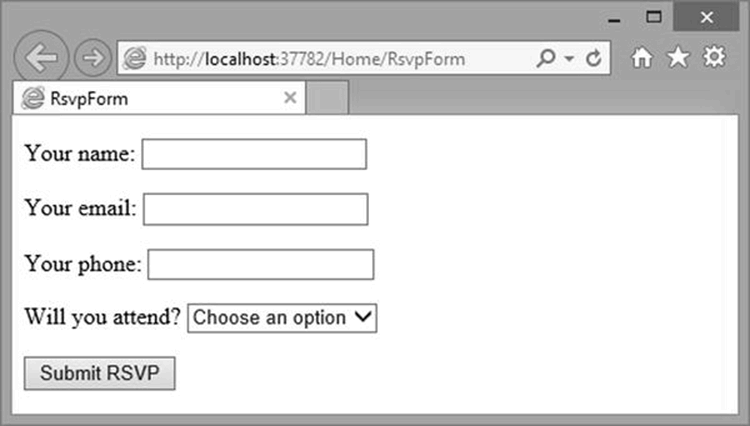 http://localhost:37782/Home/RsvpForm
RsvpForm
Your name:
Your email:
Your phone:
Will you attend? Choose an option
Submit RSVP